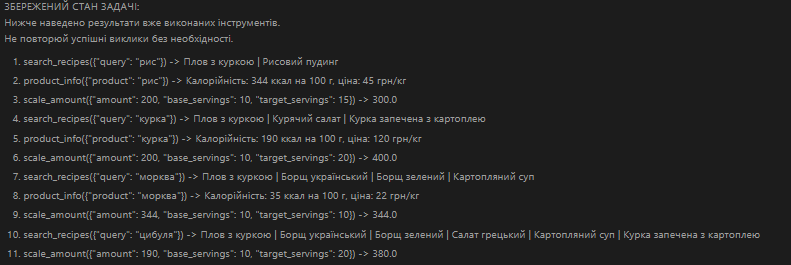 ЗБЕРЕЖЕНИЙ СТАН ЗАДАЧІ:
Нижче наведено результати вже виконаних інструментів.
Не повторюй успішні виклики без необхідності.
1. search_recipes({"query": "рис"}) -> Плов з куркою | Рисовий пудинг
2. product_info({"product": "рис"}) -> Калорійність: 344 ккал на 100 г, ціна: 45 грн/кг
3. scale_amount({"amount": 200, "base_servings": 10, "target_servings": 15}) -> 300.0
4. search_recipes({"query": "курка"}) -> Плов з куркою | Курячий салат | Курка запечена з картоплею
5. product_info({"product": "курка"}) -> Калорійність: 190 ккал на 100 г, ціна: 120 грн/кг
6. scale_amount({"amount": 200, "base_servings": 10, "target_servings": 20}) -> 400.0
7. search_recipes({"query": "морква"}) -> Плов з куркою | Борщ український | Борщ зелений | Картопляний суп
8. product_info({"product": "морква"}) -> Калорійність: 35 ккал на 100 г, ціна: 22 грн/кг
9. scale_amount({"amount": 344, "base_servings": 10, "target_servings": 10}) -> 344.0
10. search_recipes({"query": "цибуля"}) -> Плов з куркою | Борщ український | Борщ зелений | Салат грецький | Картопляний суп | Курка запечена з картоплею
11. scale_amount({"amount": 190, "base_servings": 10, "target_servings": 20}) -> 380.0